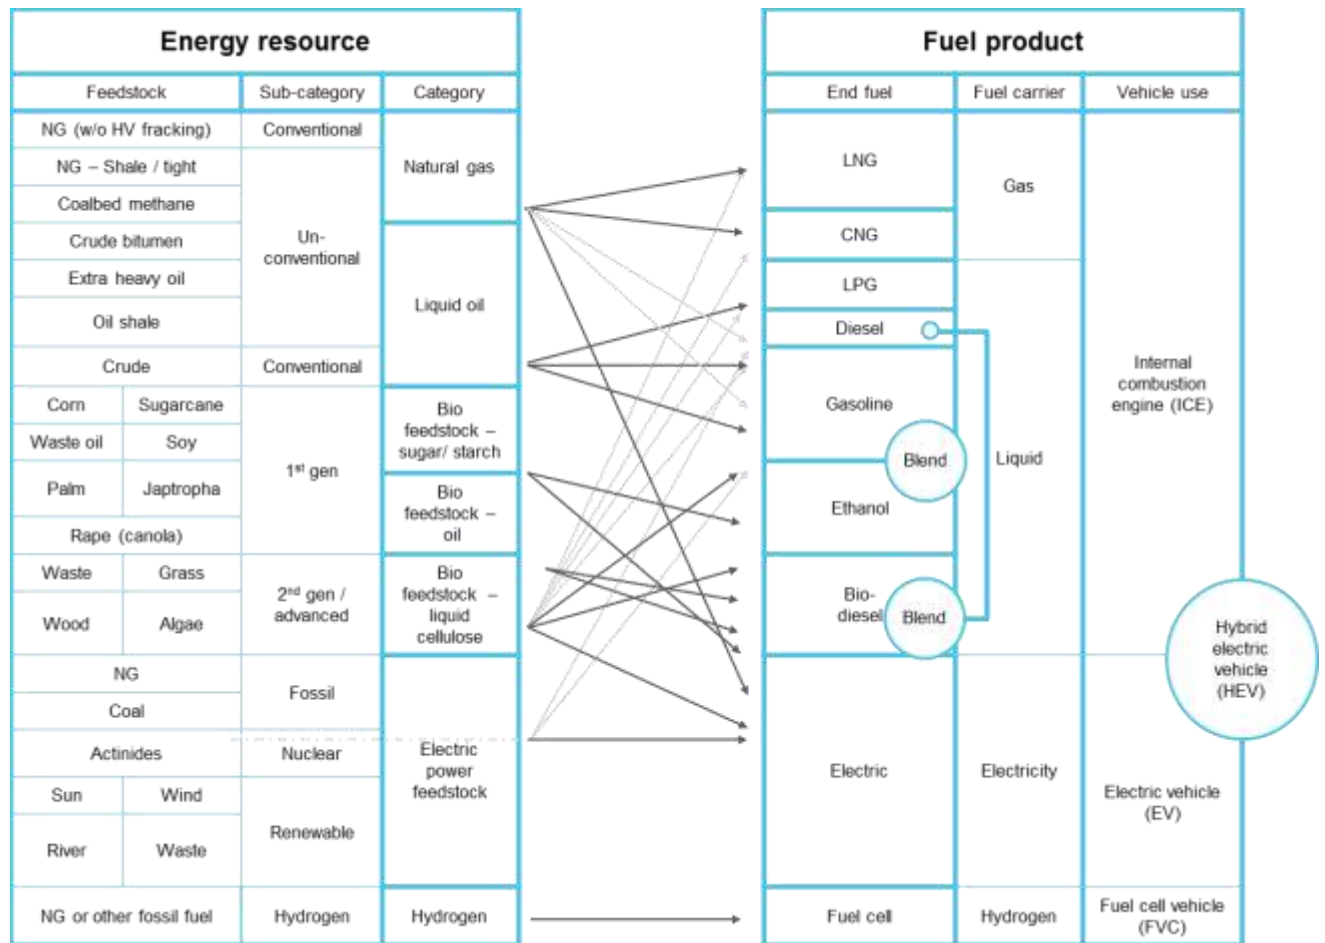 Energy resource
Feedstock
Sub-category
Category
NG (w/o HV fracking)
Conventional
NG – Shale / tight
Coalbed methane
Crude bitumen
Extra heavy oil
Oil shale
Un-
conventional
Natural gas
Liquid oil
Crude
Conventional
Corn
Sugarcane
Waste oil
Soy
Palm
Japtropha
Rape (canola)
1st gen
Bio
feedstock –
sugar/ starch
Bio
feedstock –
oil
Waste
Grass
Wood
Algae
2nd gen /
advanced
Bio
feedstock –
liquid
cellulose
NG
Coal
Fossil
Actinides
Nuclear
Sun
Wind
River
Waste
Renewable
Electric
power
feedstock
NG or other fossil fuel
Hydrogen
Hydrogen
Fuel product
End fuel
Fuel carrier
Vehicle use
LNG
CNG
Gas
LPG
Diesel
Gasoline
Blend
Ethanol
Bio-
diesel
Blend
Liquid
Internal
combustion
engine (ICE)
Hybrid
electric
vehicle
(HEV)
Electric
Electricity
Electric vehicle
(EV)
Fuel cell
Hydrogen
Fuel cell vehicle
(FVC)